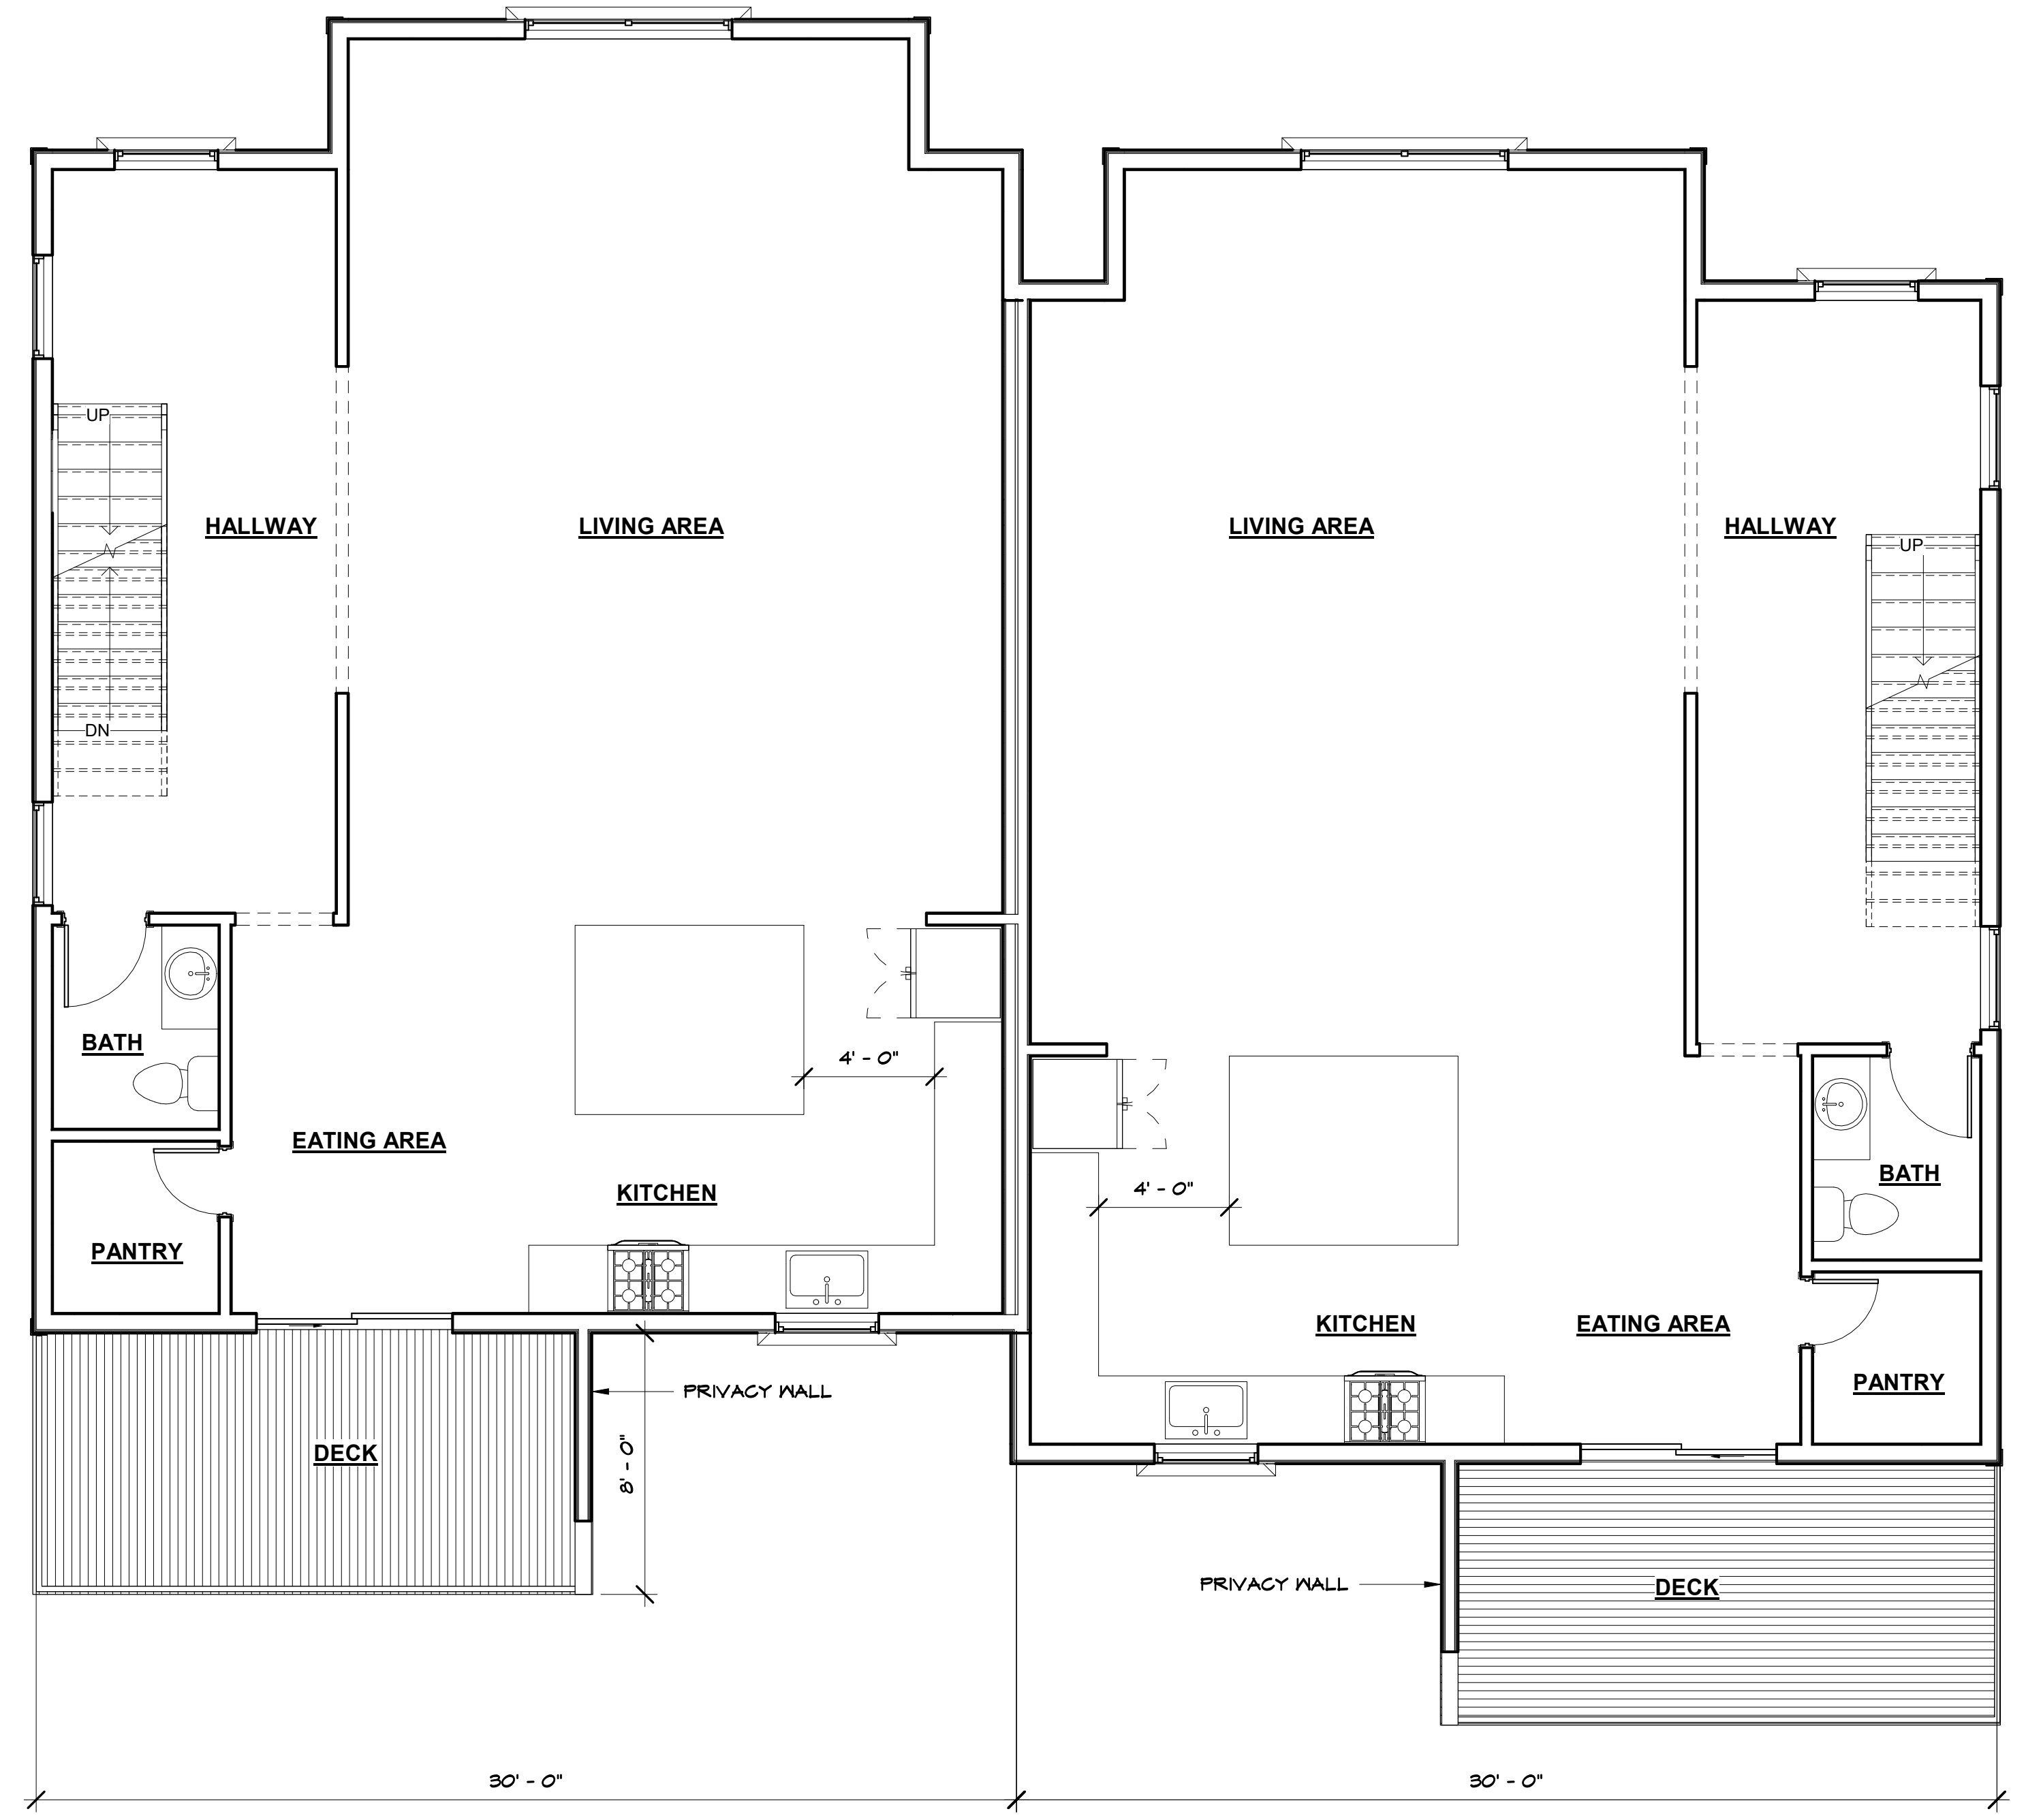 UP
HALLWAY
LIVING AREA
LIVING AREA
HALLWAY
UP
DN
BATH
4' - 0"
EATING AREA
KITCHEN
PANTRY
4' - 0"
BATH
KITCHEN
EATING AREA
PANTRY
PRIVACY WALL
DECK
8' - 0"
PRIVACY WALL
DECK
30' - 0"
30' - 0"